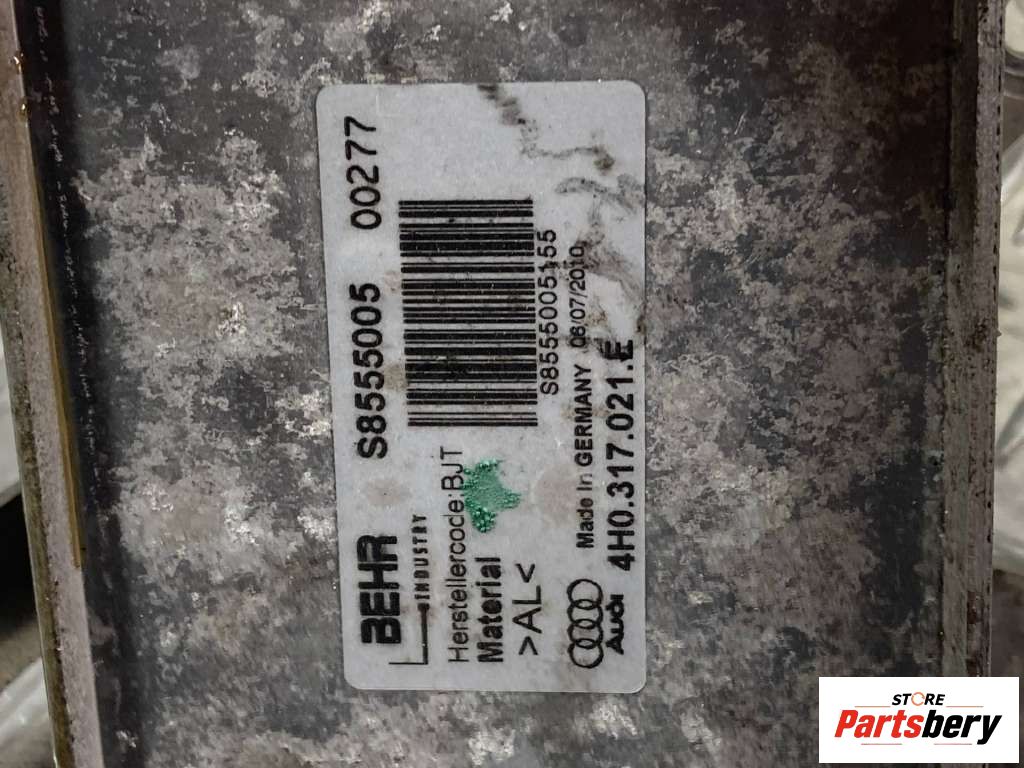 BEHR S8555005 00277
INDUSTRY
Herstellercode:BJT
Material
>AL<
S8555005155
Made In GERMANY 08/07/2010
Audi 4H0.317.021.E
STORE
Partsbery